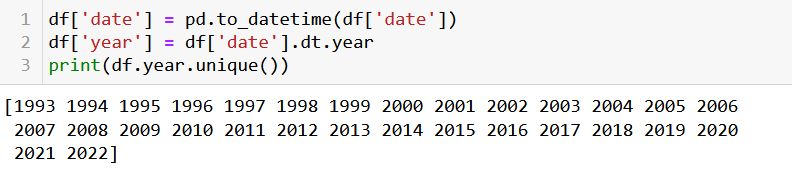 1 df['date'] = pd.to_datetime(df['date'])
2 df['year'] = df['date'].dt.year
3 print(df.year.unique())
[1993 1994 1995 1996 1997 1998 1999 2000 2001 2002 2003 2004 2005 2006
2007 2008 2009 2010 2011 2012 2013 2014 2015 2016 2017 2018 2019 2020
2021 2022]